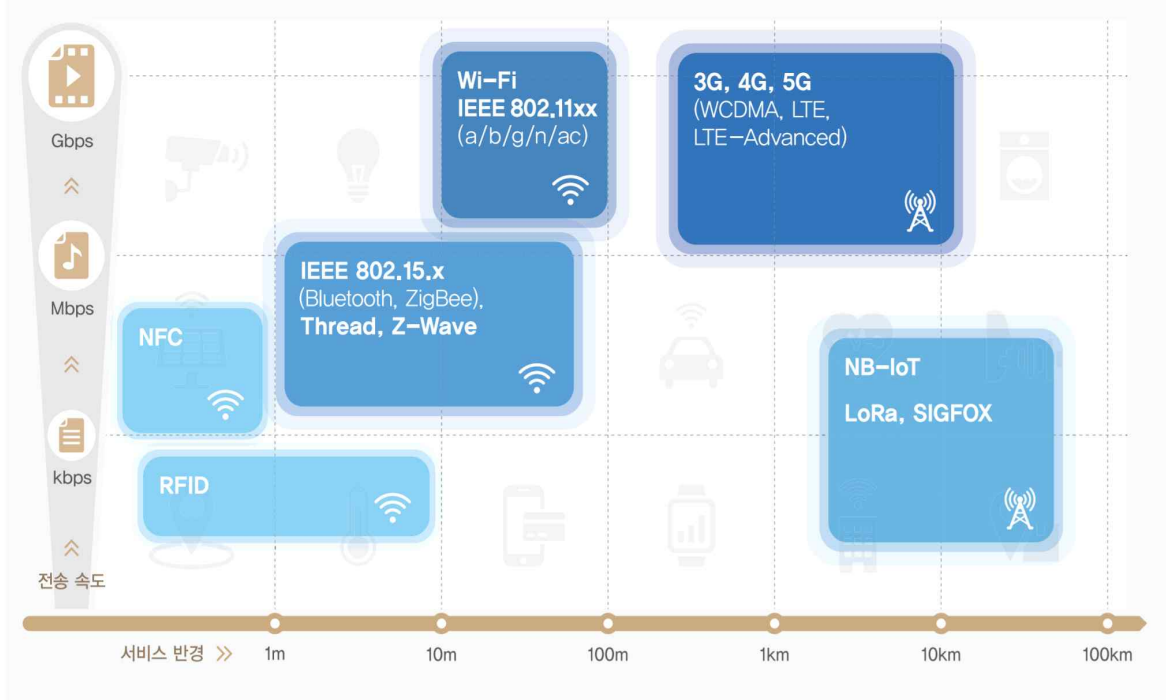 Gbps
Mbps
kbps
전송 속도
Wi-Fi
IEEE 802.11xx
(a/b/g/n/ac)
3G, 4G, 5G
(WCDMA, LTE,
LTE-Advanced)
IEEE 802.15.x
(Bluetooth, ZigBee),
Thread, Z-Wave
NFC
NB-IoT
LoRa, SIGFOX
RFID
서비스 반경 》 1m 10m 100m 1km 10km 100km